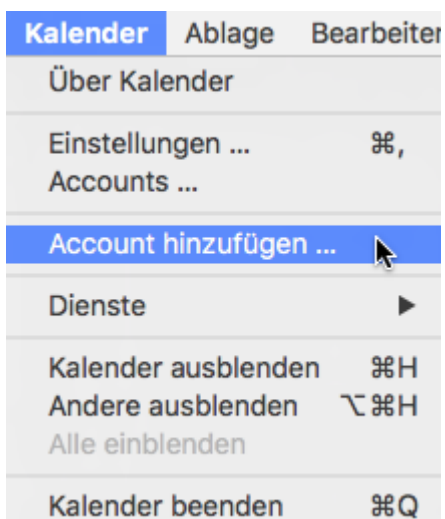 Kalender Ablage Bearbeiten
Über Kalender
Einstellungen ... ⌘,
Accounts ...
Account hinzufügen ...
Dienste ▶
Kalender ausblenden ⌘H
Andere ausblenden ⌥⌘H
Alle einblenden
Kalender beenden ⌘Q